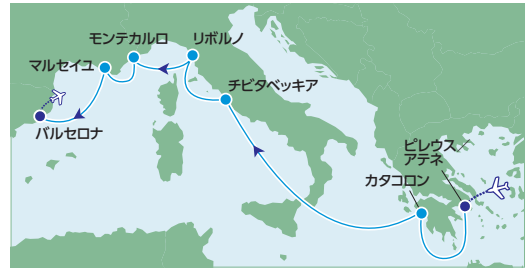 モンテカルロ
リボルノ
マルセイユ
チビタベッキア
バルセロナ
ピレウス
アテネ
カタコロン